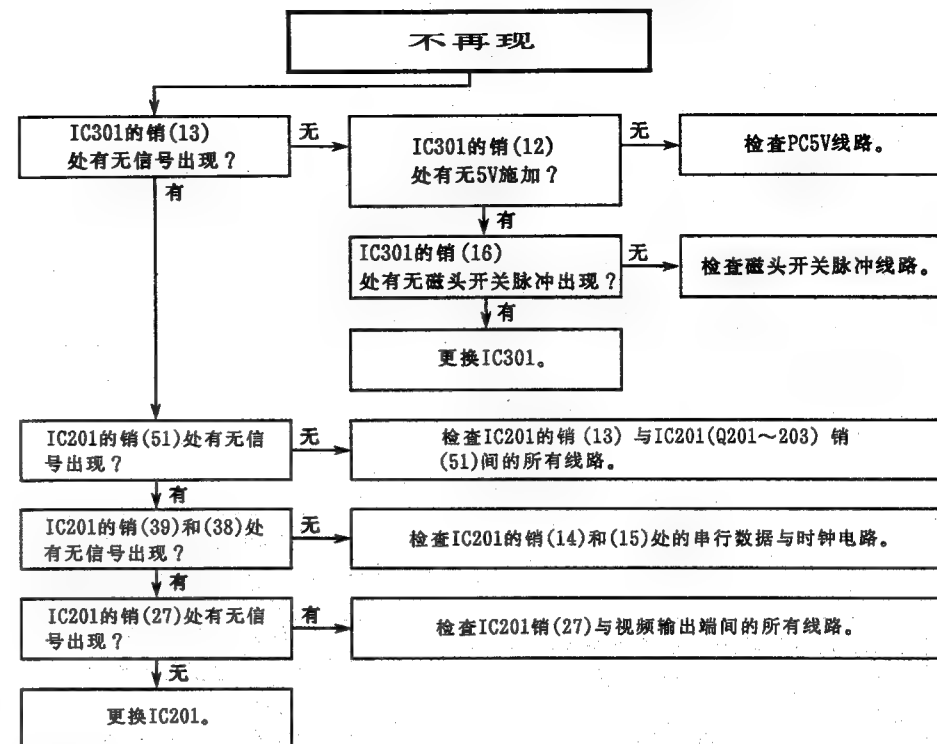 不再现
IC301的销(13)
处有无信号出现？
无
IC301的销(12)
处有无5V施加？
无
检查PC5V线路。
有
有
IC301的销(16)
处有无磁头开关脉冲出现？
无
检查磁头开关脉冲线路。
有
更换IC301。
IC201的销(51)处有无信
号出现？
无
检查IC201的销(13)与IC201(Q201～203)销
(51)间的所有线路。
有
IC201的销(39)和(38)处
有无信号出现？
无
检查IC201的销(14)和(15)处的串行数据与时钟电路。
有
IC201的销(27)处有无信
号出现？
有
检查IC201销(27)与视频输出端间的所有线路。
无
更换IC201。